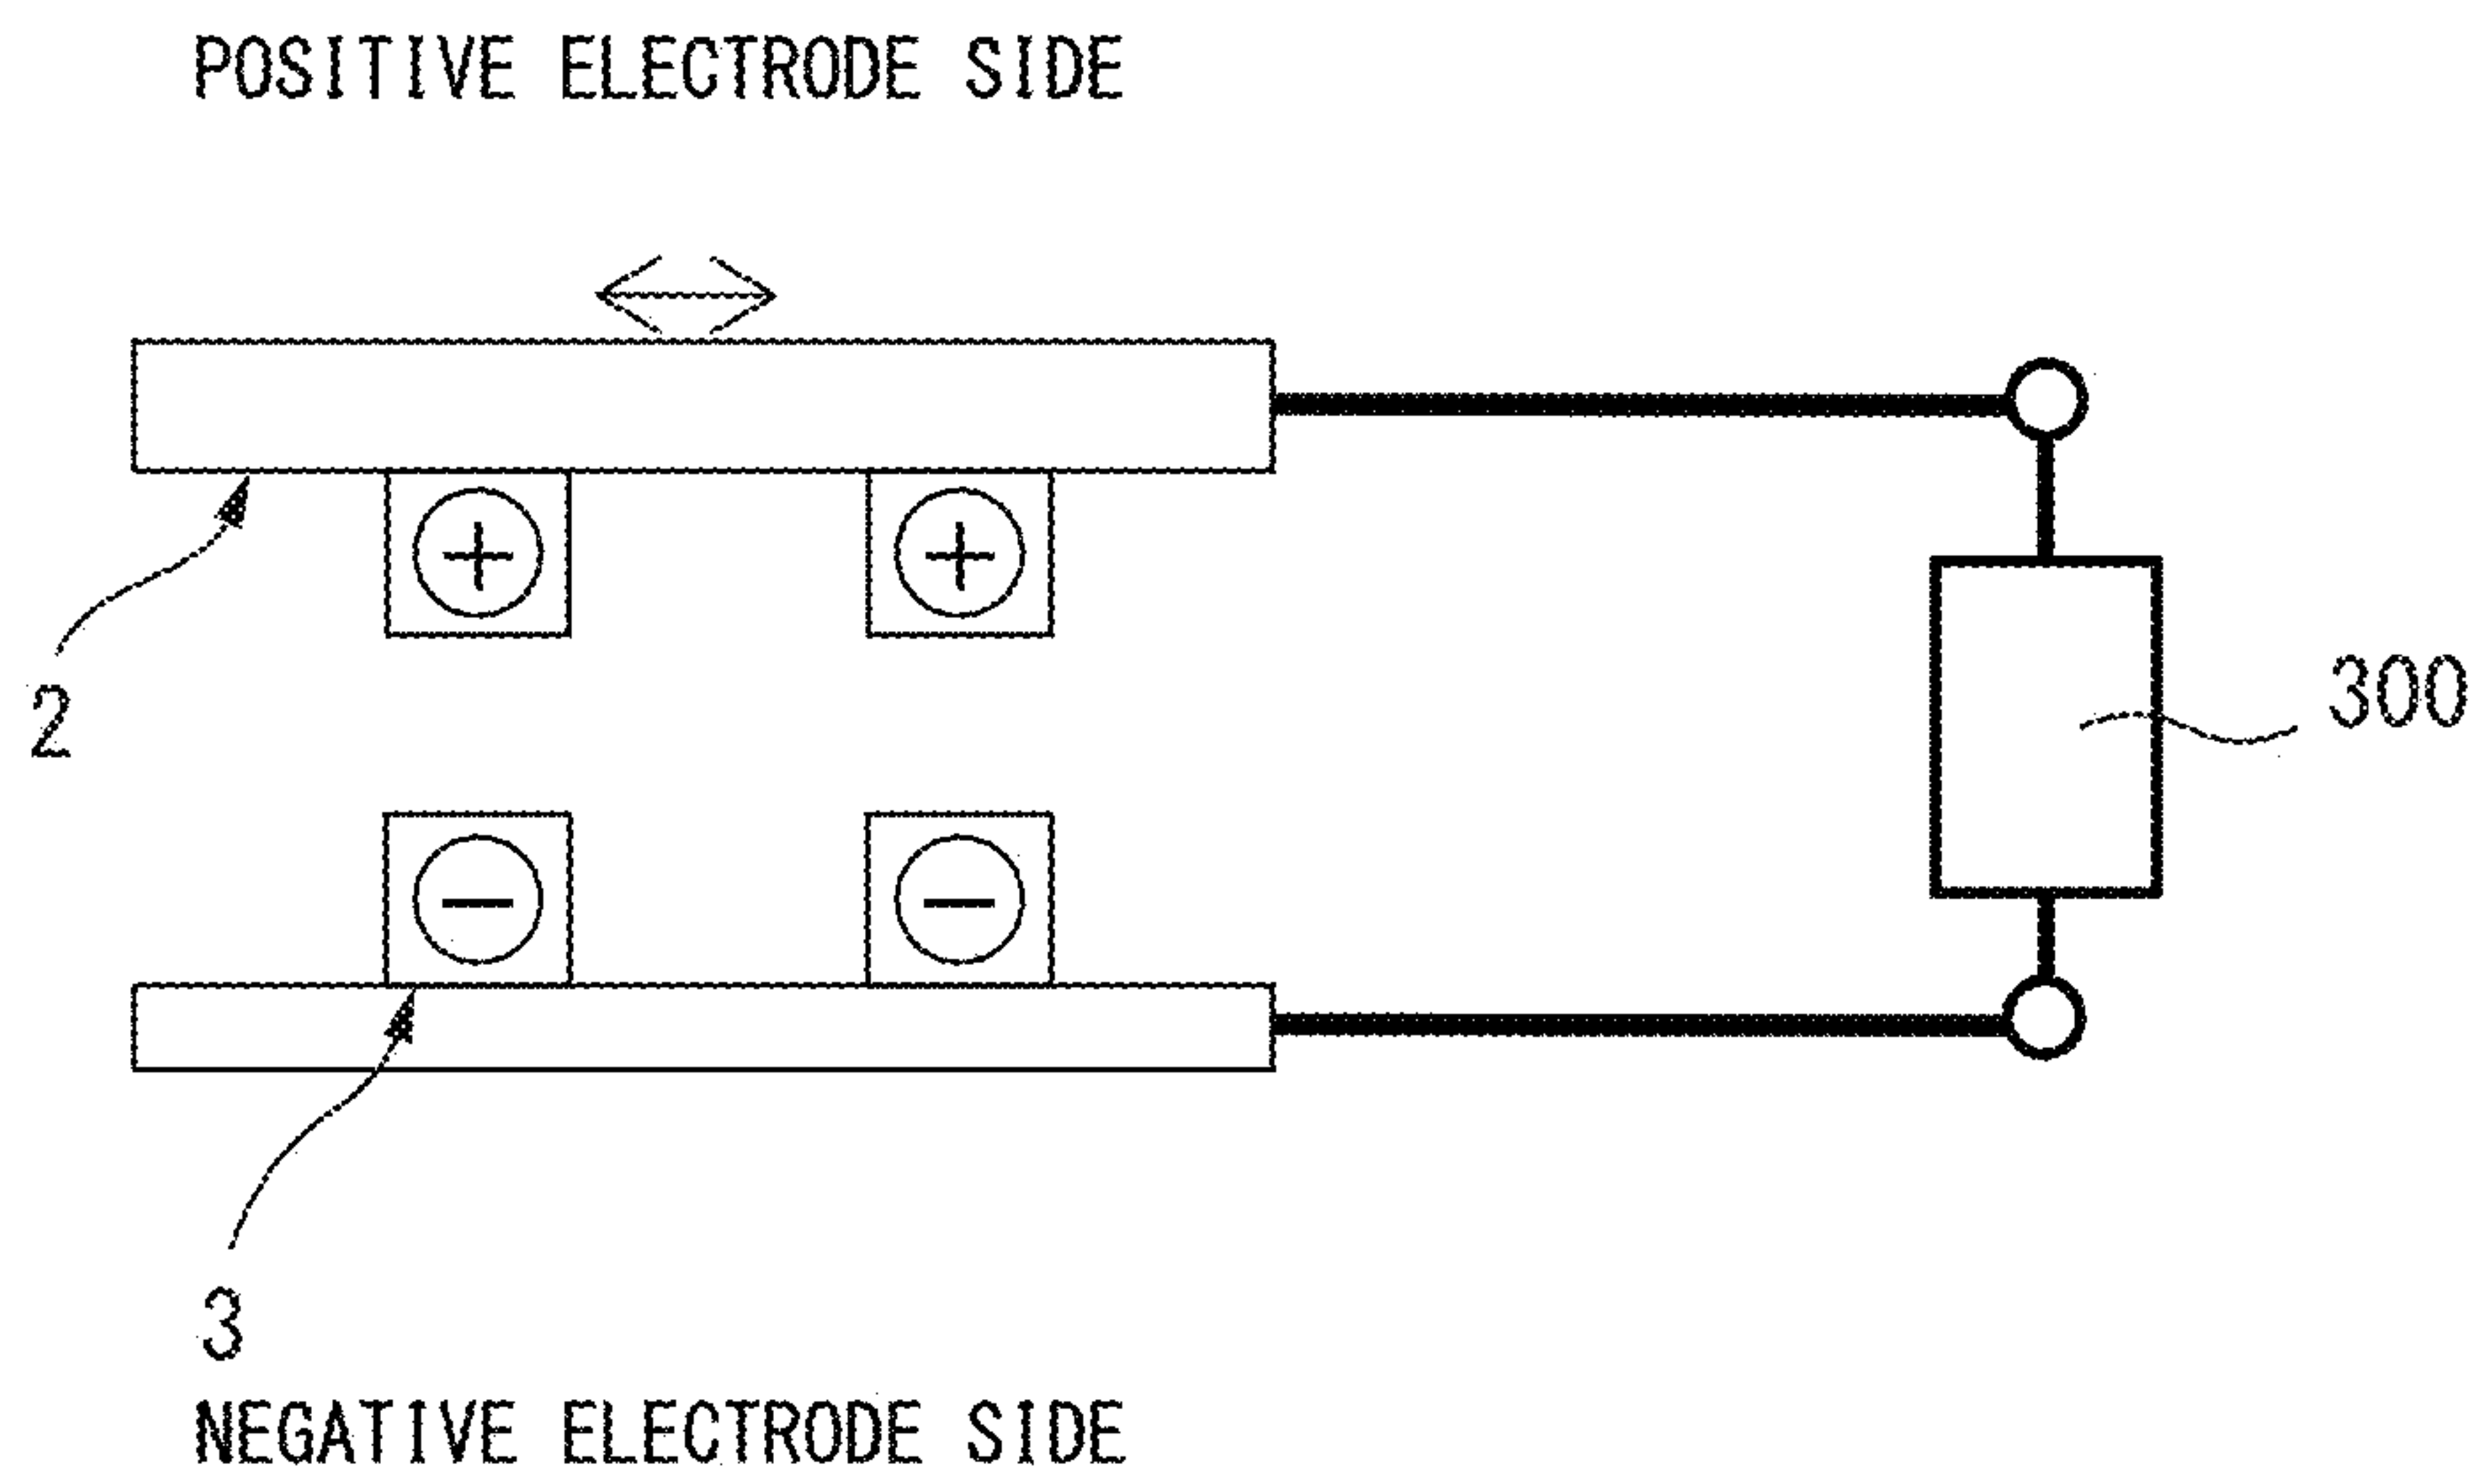 POSITIVE ELECTRODE SIDE
+ +
2
300
− −
3
NEGATIVE ELECTRODE SIDE